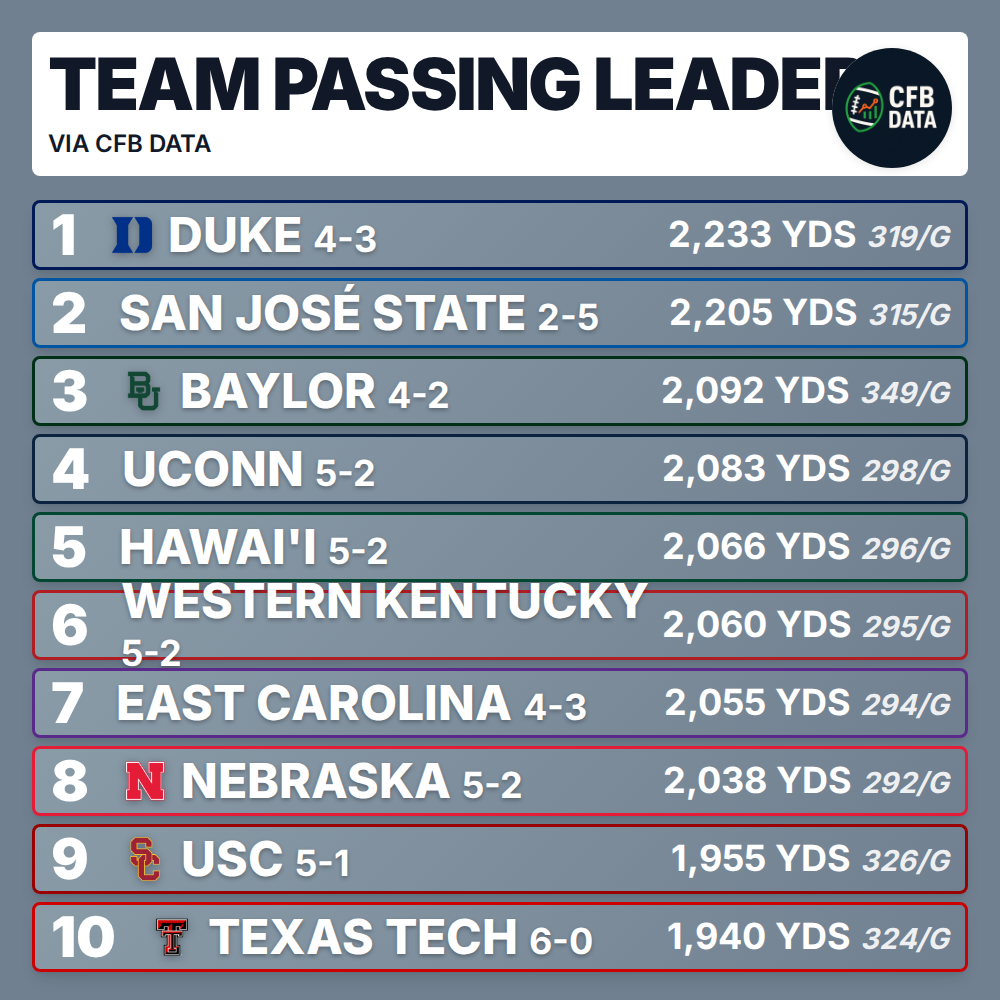 TEAM PASSING LEADER
CFB
DATA
VIA CFB DATA
1 DUKE 4-3 2,233 YDS 319/G
2 SAN JOSÉ STATE 2-5 2,205 YDS 315/G
3 BU BAYLOR 4-2 2,092 YDS 349/G
4 UCONN 5-2 2,083 YDS 298/G
5 HAWAI'I 5-2 2,066 YDS 296/G
6 WESTERN KENTUCKY 2,060 YDS 295/G
5-2
7 EAST CAROLINA 4-3 2,055 YDS 294/G
8 N NEBRASKA 5-2 2,038 YDS 292/G
9 SC USC 5-1 1,955 YDS 326/G
10 TT TEXAS TECH 6-0 1,940 YDS 324/G